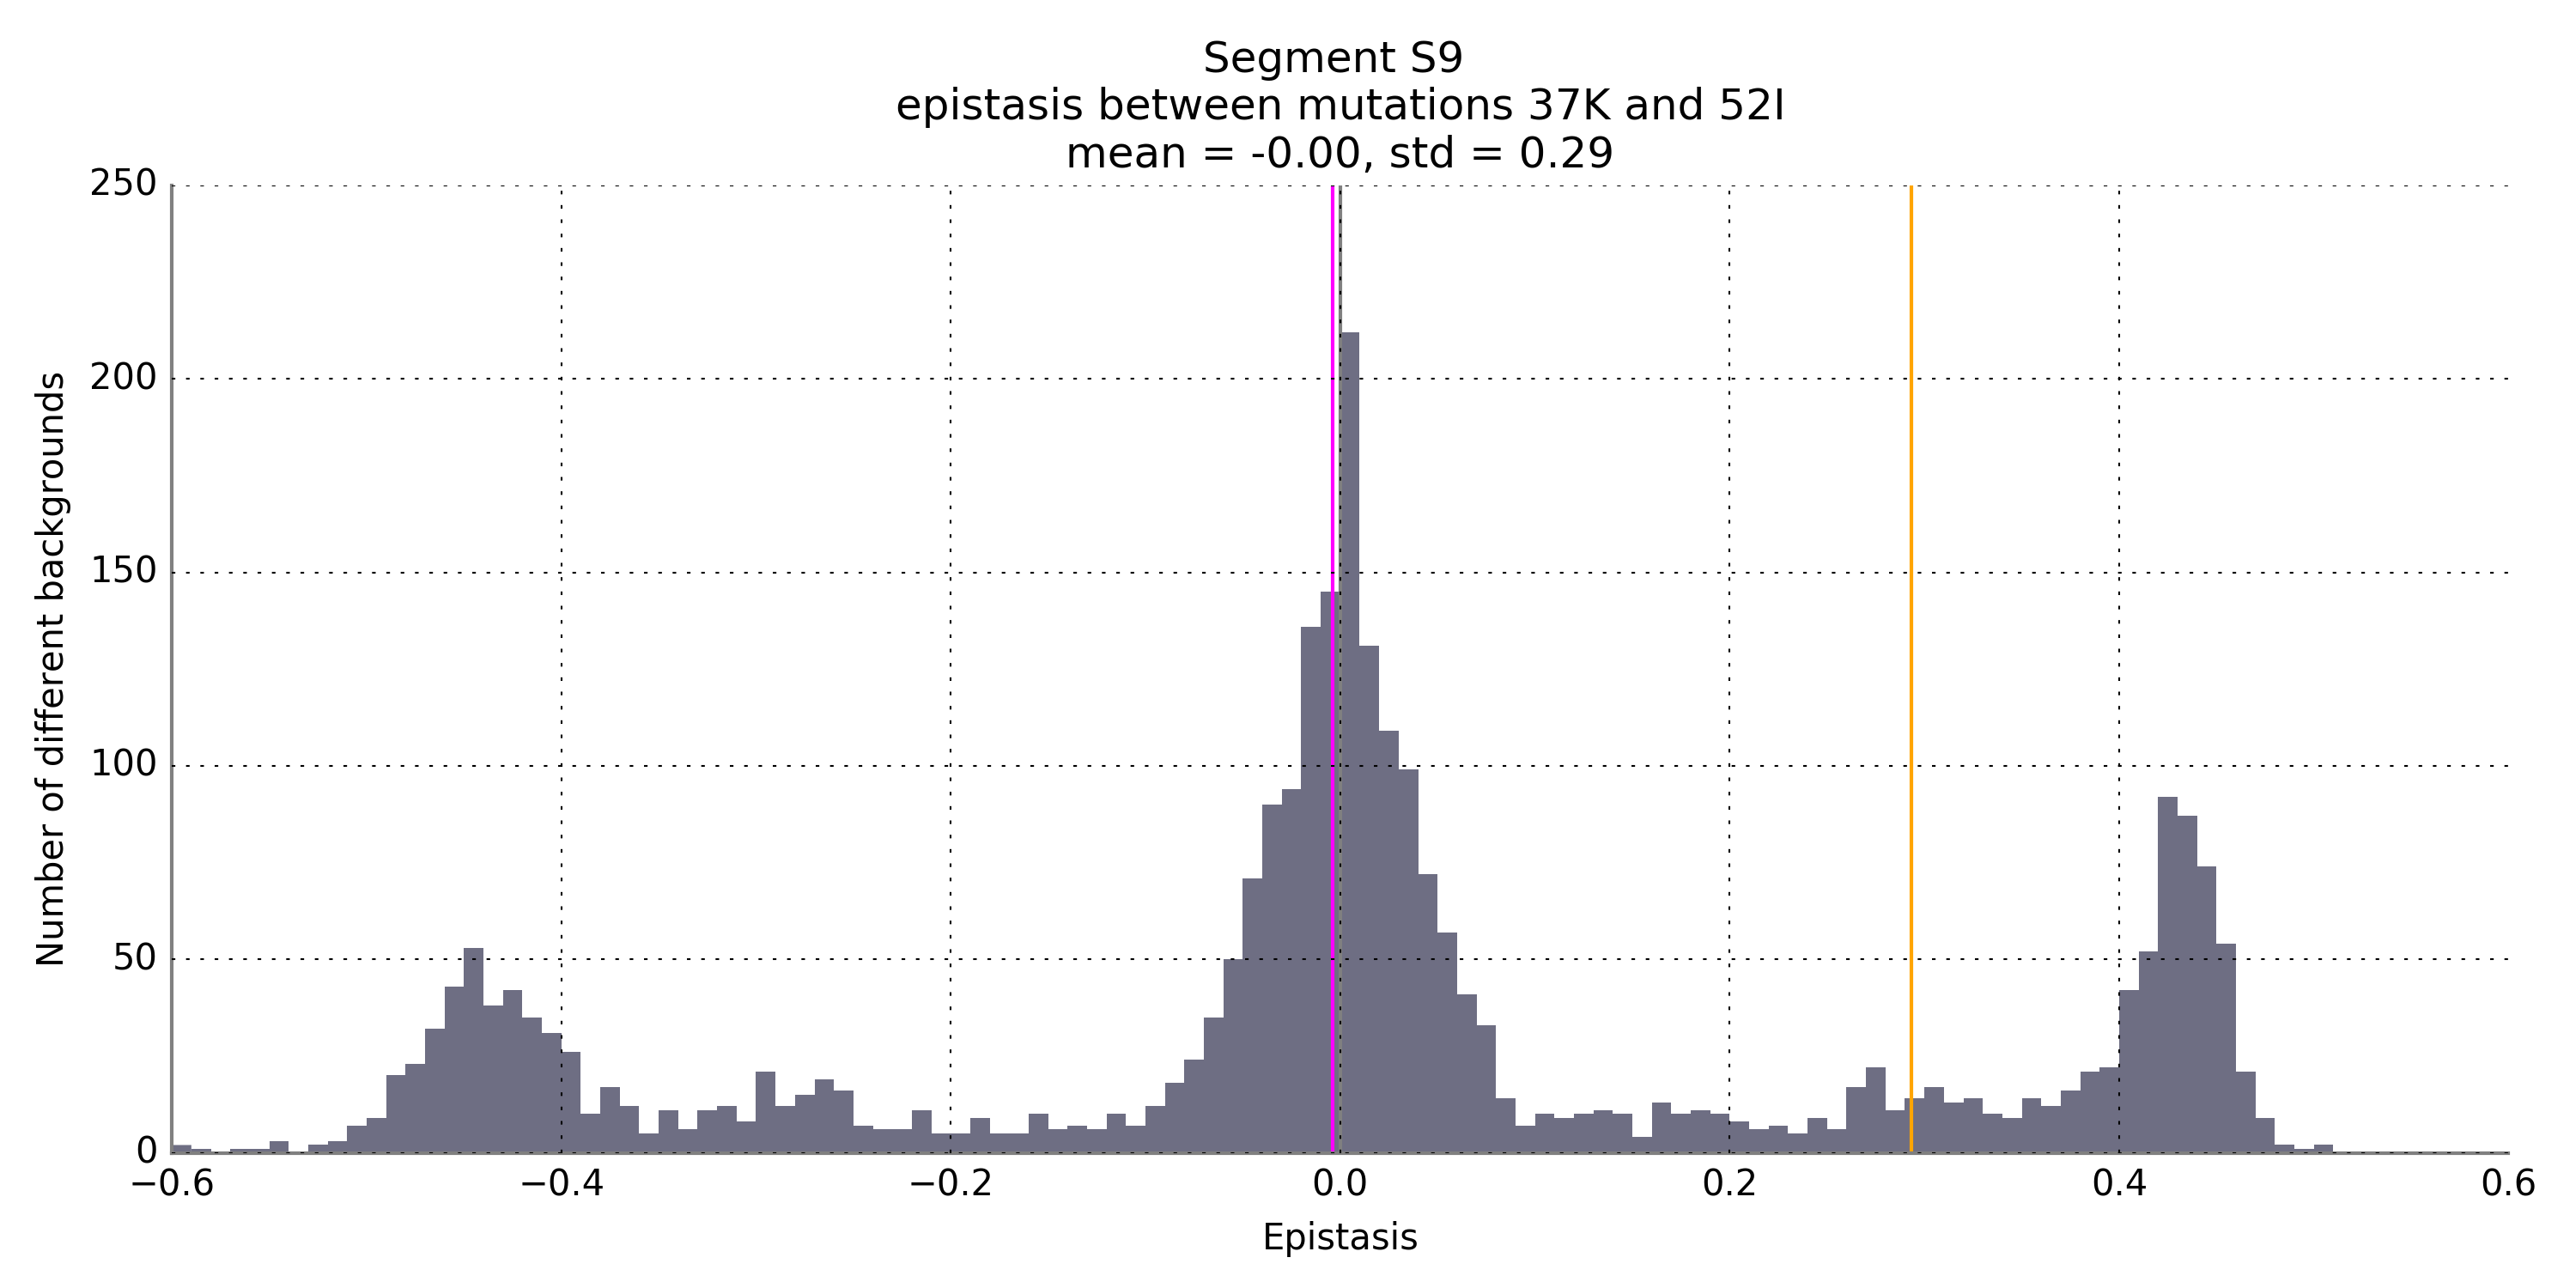 Segment S9
epistasis between mutations 37K and 52I
mean = -0.00, std = 0.29
Number of different backgrounds
250
200
150
100
50
0
−0.6 −0.4 −0.2 0.0 0.2 0.4 0.6
Epistasis